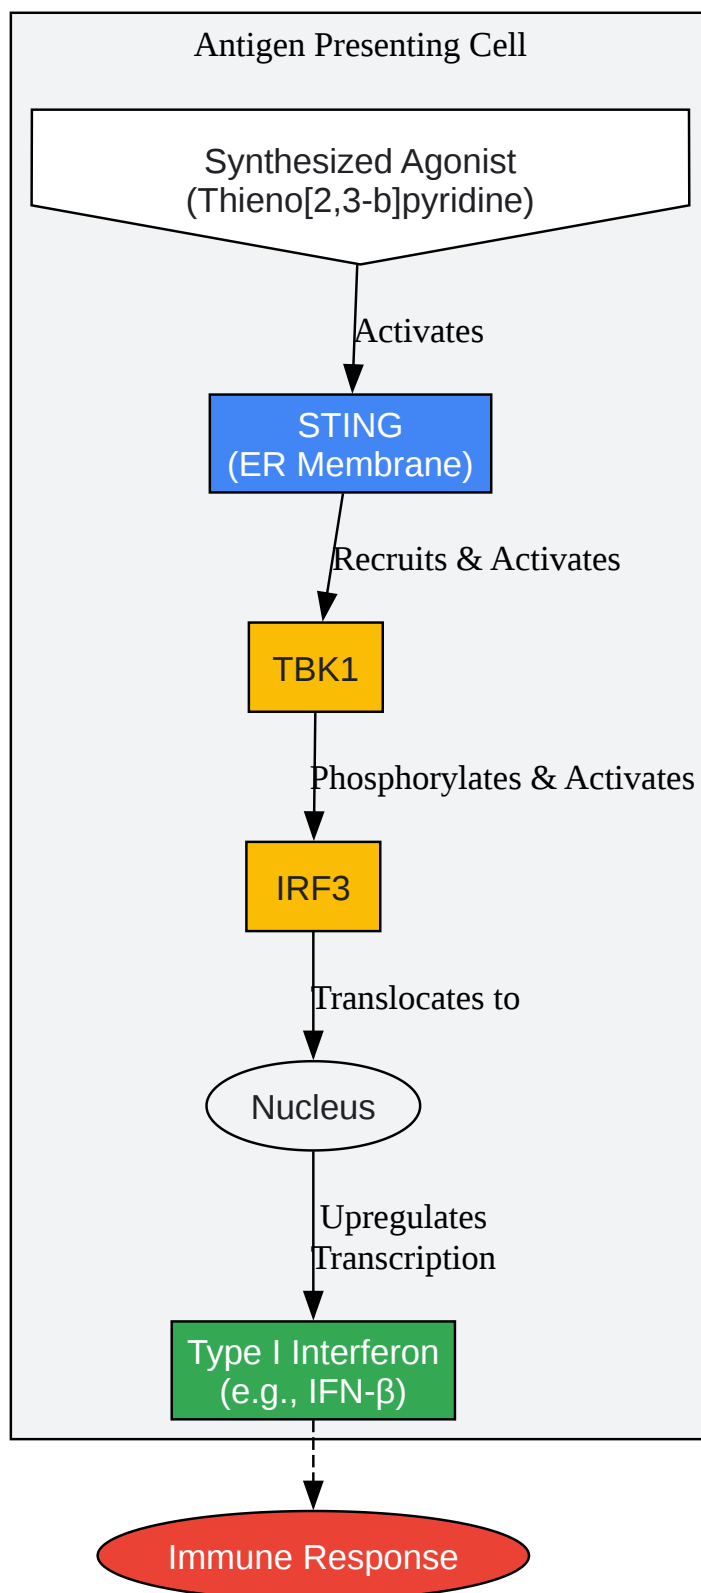 Antigen Presenting Cell
Synthesized Agonist
(Thieno[2,3-b]pyridine)
Activates
STING
(ER Membrane)
Recruits & Activates
TBK1
Phosphorylates & Activates
IRF3
Translocates to
Nucleus
Upregulates
Transcription
Type I Interferon
(e.g., IFN-β)
Immune Response